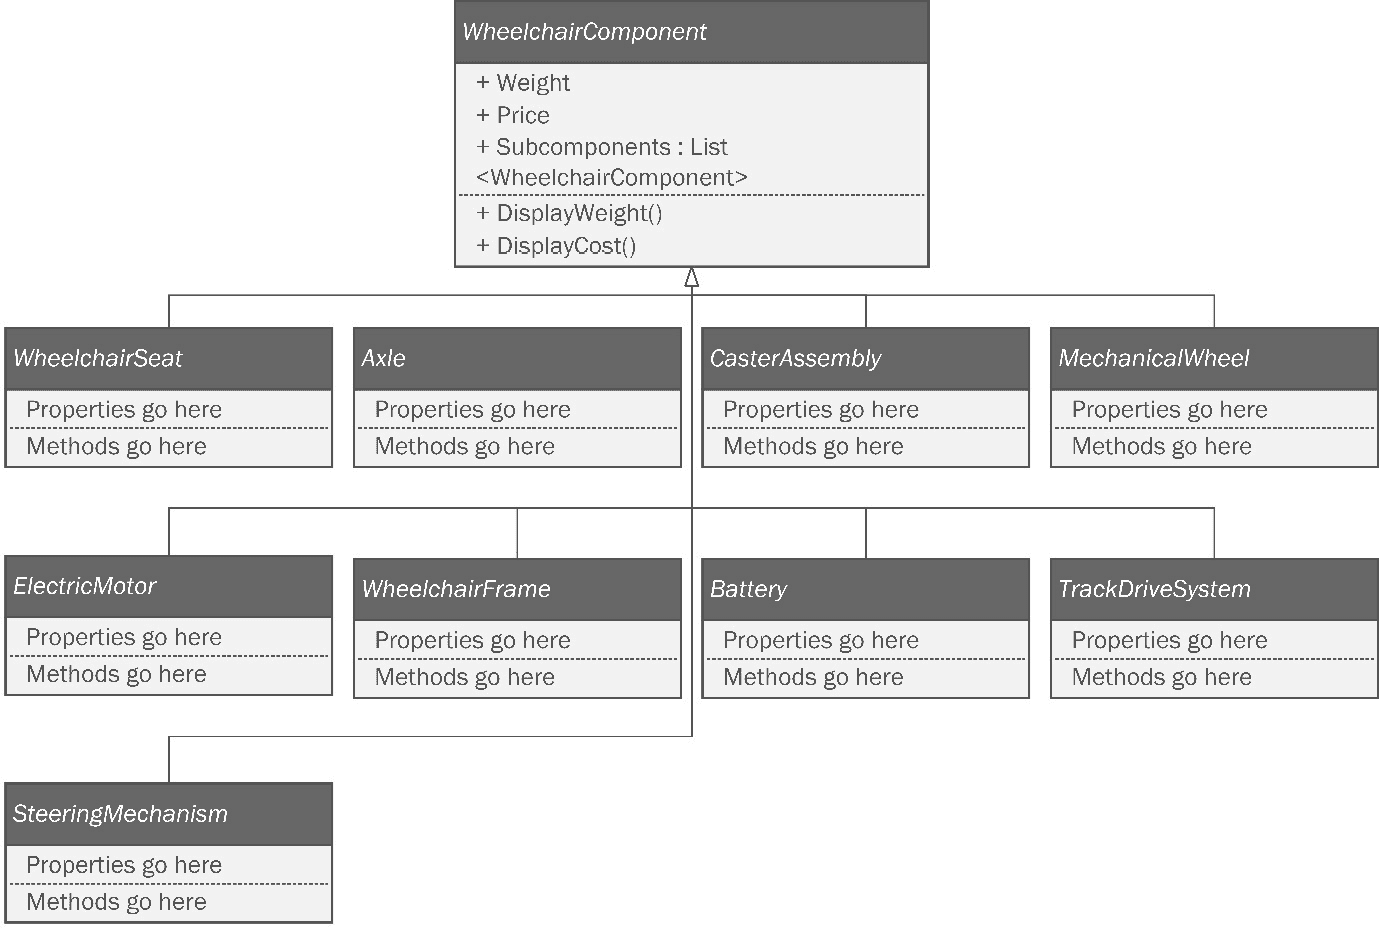 WheelchairComponent
+ Weight
+ Price
+ Subcomponents : List
<WheelchairComponent>
+ DisplayWeight()
+ DisplayCost()
WheelchairSeat
Properties go here
Methods go here
Axle
Properties go here
Methods go here
CasterAssembly
Properties go here
Methods go here
MechanicalWheel
Properties go here
Methods go here
ElectricMotor
Properties go here
Methods go here
WheelchairFrame
Properties go here
Methods go here
Battery
Properties go here
Methods go here
TrackDriveSystem
Properties go here
Methods go here
SteeringMechanism
Properties go here
Methods go here